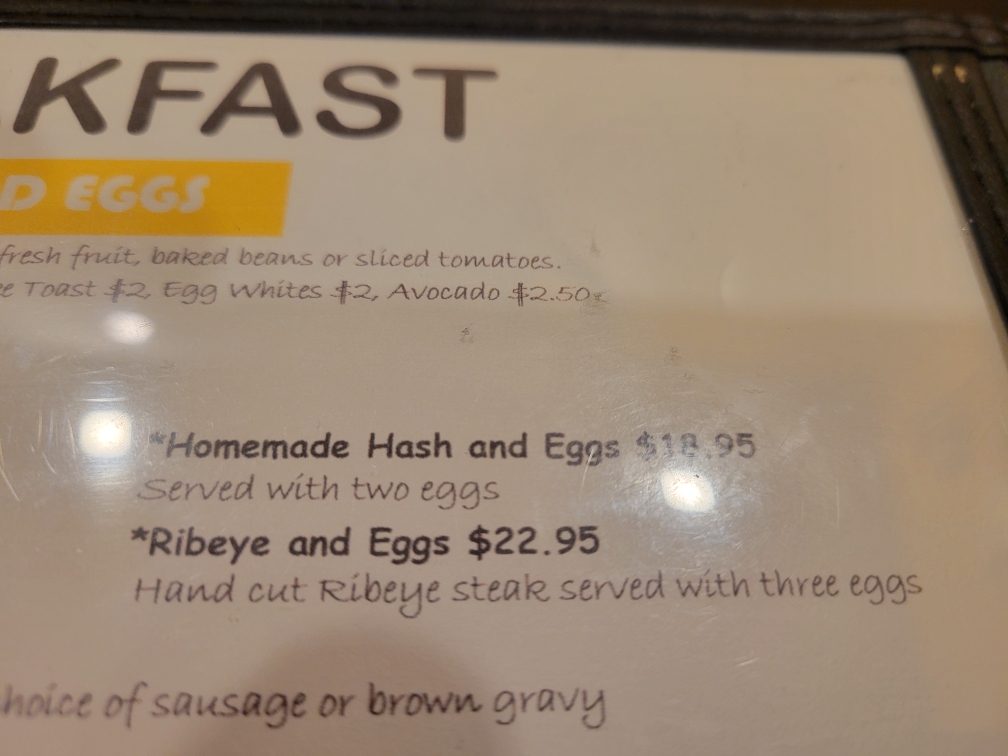 KFAST
D EGGS
fresh fruit, baked beans or sliced tomatoes.
Toast $2, Egg Whites $2, Avocado $2.50
*Homemade Hash and Eggs $18.95
Served with two eggs
*Ribeye and Eggs $22.95
Hand cut Ribeye steak served with three eggs
hoice of sausage or brown gravy